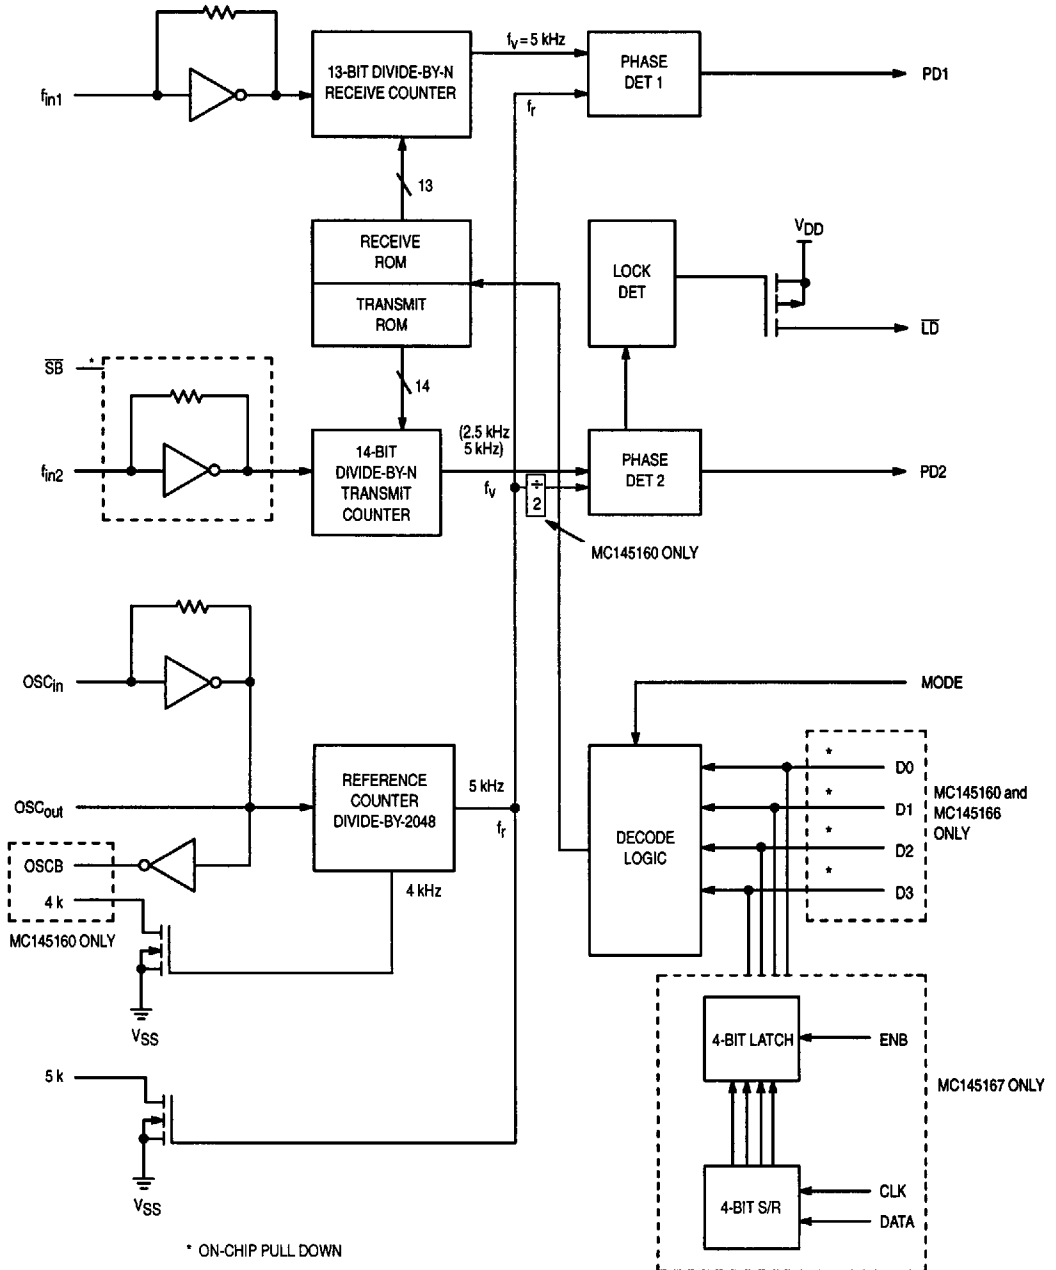 fin1
13-BIT DIVIDE-BY-N
RECEIVE COUNTER
fv = 5 kHz
fr
PHASE
DET 1
PD1
13
RECEIVE
ROM
TRANSMIT
ROM
14
LOCK
DET
VDD
LD
SB *
fin2
14-BIT
DIVIDE-BY-N
TRANSMIT
COUNTER
(2.5 kHz
5 kHz)
fv
÷
2
PHASE
DET 2
PD2
MC145160 ONLY
OSCin
OSCout
OSCB
4 k
MC145160 ONLY
VSS
REFERENCE
COUNTER
DIVIDE-BY-2048
5 kHz
fr
4 kHz
5 k
VSS
MODE
DECODE
LOGIC
* D0
* D1
* D2
* D3
MC145160 and
MC145166
ONLY
4-BIT LATCH
ENB
MC145167 ONLY
4-BIT S/R
CLK
DATA
* ON-CHIP PULL DOWN